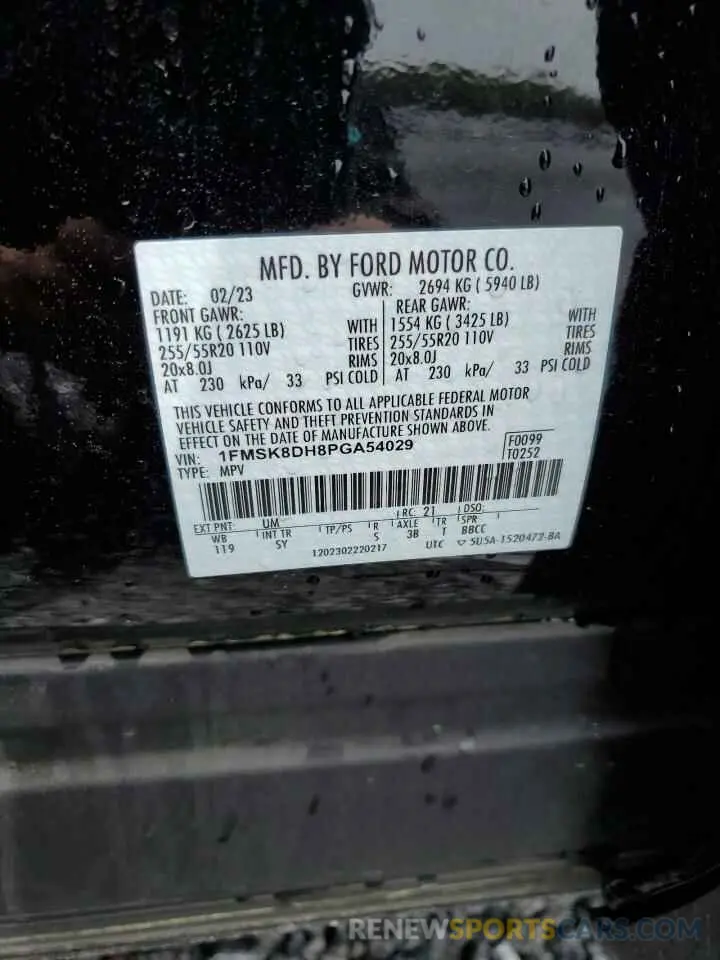 MFD. BY FORD MOTOR CO.
DATE: 02/23 GVWR: 2694 KG ( 5940 LB)
FRONT GAWR: REAR GAWR:
1191 KG ( 2625 LB) WITH 1554 KG ( 3425 LB) WITH
255/55R20 110V TIRES 255/55R20 110V TIRES
20x8.0J RIMS 20x8.0J RIMS
AT 230 kPa/ 33 PSI COLD AT 230 kPa/ 33 PSI COLD
THIS VEHICLE CONFORMS TO ALL APPLICABLE FEDERAL MOTOR
VEHICLE SAFETY AND THEFT PREVENTION STANDARDS IN
EFFECT ON THE DATE OF MANUFACTURE SHOWN ABOVE.
VIN: 1FMSK8DH8PGA54029 F0099
TYPE: MPV T0252
EXT PNT: UM RC: 21 DSO:
WB INT TR TP/PS R AXLE TR SPR
119 SY S 3B T BBCC
1202302220217 UTC 5U5A-1520472-BA
RENEWSPORTSCARS.COM